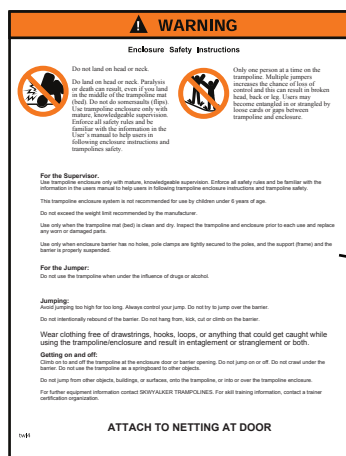 WARNING
Enclosure Safety Instructions
Do not land on head or neck.
Do land on head or neck. Paralysis
or death can result, even if you land
in the middle of the trampoline mat
(bed). Do not do somersaults (flips).
Use trampoline enclosure only with
mature, knowledgeable supervision.
Enforce all safety rules and be
familiar with the information in the
User's manual to help users in
following enclosure instructions and
trampolines safety.
Only one person at a time on the
trampoline. Multiple jumpers
increases the chance of loss of
control and this can result in broken
head, back or leg. Users may
become entangled in or strangled by
loose cards or gaps between
trampoline and enclosure.
For the Supervisor.
Use trampoline enclosure only with mature, knowledgeable supervision. Enforce all safety rules and be familiar with the
information in the users manual to help users in following trampoline enclosure instructions and trampoline safety.
This trampoline enclosure system is not recommended for use by children under 6 years of age.
Do not exceed the weight limit recommended by the manufacturer.
Use only when the trampoline mat (bed) is clean and dry. Inspect the trampoline and enclosure prior to each use and replace
any worn or damaged parts.
Use only when enclosure barrier has no holes, pole clamps are tightly secured to the poles, and the support (frame) and the
barrier is properly suspended.
For the Jumper:
Do not use the trampoline when under the influence of drugs or alcohol.
Jumping:
Avoid jumping too high for too long. Always control your jump. Do not try to jump over the barrier.
Do not intentionally rebound of the barrier. Do not hang from, kick, cut or climb on the barrier.
Wear clothing free of drawstrings, hooks, loops, or anything that could get caught while
using the trampoline/enclosure and result in entaglement or stranglement or both.
Getting on and off:
Climb on to and off the trampoline at the enclosure door or barrier opening. Do not jump on or off. Do not crawl under the
barrier. Do not use the trampoline as a springboard to other objects.
Do not jump from other objects, buildings, or surfaces, onto the trampoline, or into or over the trampoline enclosure.
For further equipment information contact SKWYALKER TRAMPOLINES. For skill training information, contact a trainer
certification organization.
ATTACH TO NETTING AT DOOR